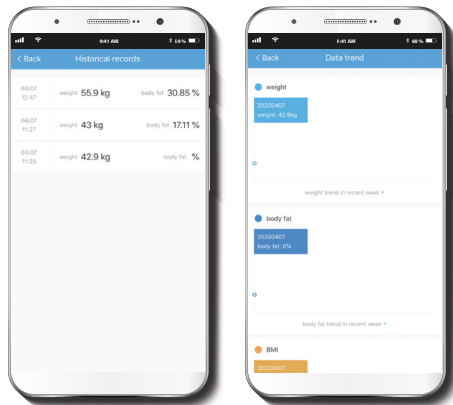 9:41 AM
50%
< Back
Historical records
04/07
12:47
weight 55.9 kg
body fat 30.85 %
04/07
11:27
weight 43 kg
body fat 17.11 %
04/07
11:26
weight 42.9 kg
body fat %
9:41 AM
60%
< Back
Data trend
weight
20200407
weight: 42.9kg
0
weight trend in recent week
body fat
20200407
body fat: 0%
0
body fat trend in recent week
BMI
20200407